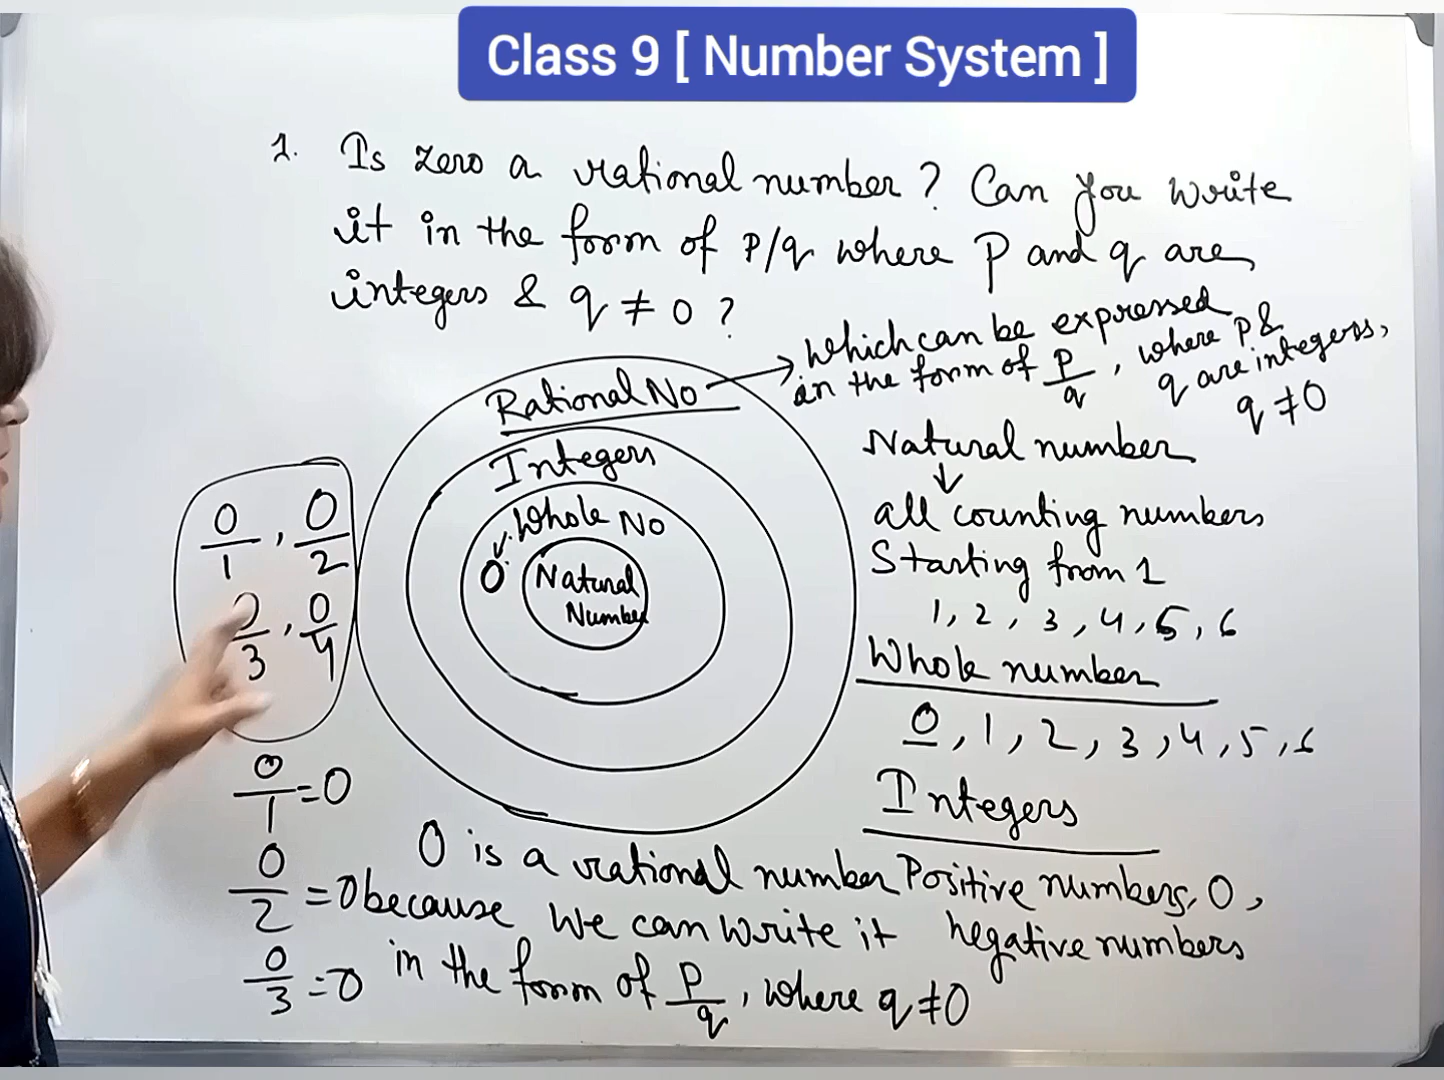 Class 9 [ Number System ]
1. Is zero a rational number? Can you write
it in the form of P/q where P and q are
integers & q ≠ 0 ?
which can be expressed
in the form of P/q, where P &
q are integers,
q ≠ 0
Rational No
Integers
Whole No
0
Natural
Number
0/1, 0/2
0/3, 0/4
0/1 = 0
0/2 = 0
0/3 = 0
Natural number
↓
all counting numbers
Starting from 1
1, 2, 3, 4, 5, 6
Whole number
0, 1, 2, 3, 4, 5, 6
Integers
Positive numbers, 0,
negative numbers
0 is a rational number
because we can write it
in the form of P/q, where q ≠ 0